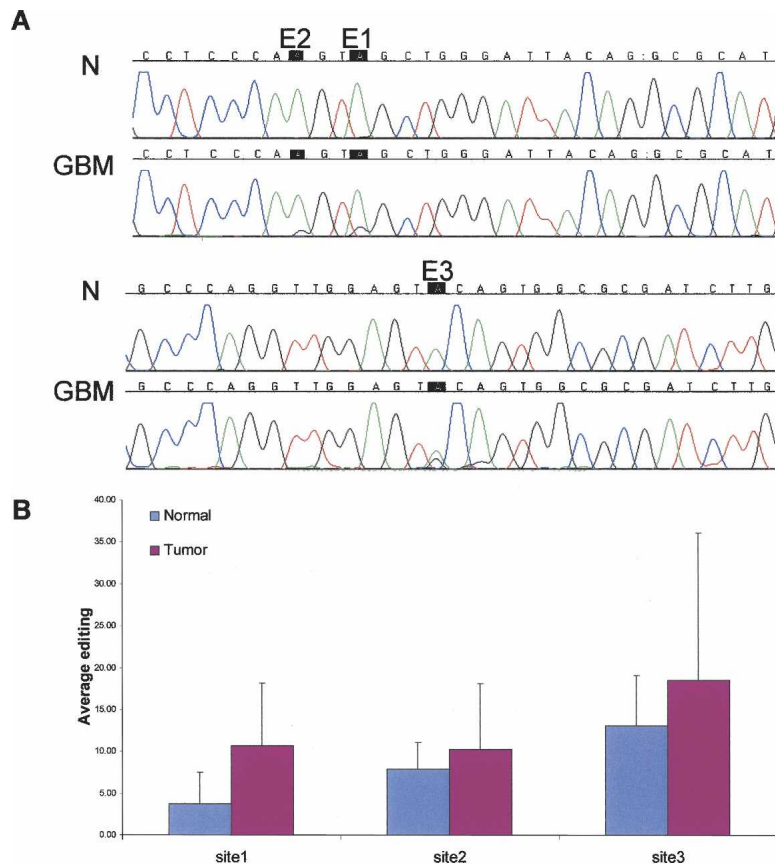 A
E2 E1
N
C C T C C C A A G T A G C T G G G A T T A C A G : G C G C A T
GBM
C C T C C C A A G T A G C T G G G A T T A C A G : G C G C A T
E3
N
G C C C A G G T T G G A G T A C A G T G G C G C G A T C T T G
GBM
G C C C A G G T T G G A G T A C A G T G G C G C G A T C T T G
B
40.00
35.00
30.00
25.00
20.00
15.00
10.00
5.00
0.00
Average editing
Normal
Tumor
site1 site2 site3